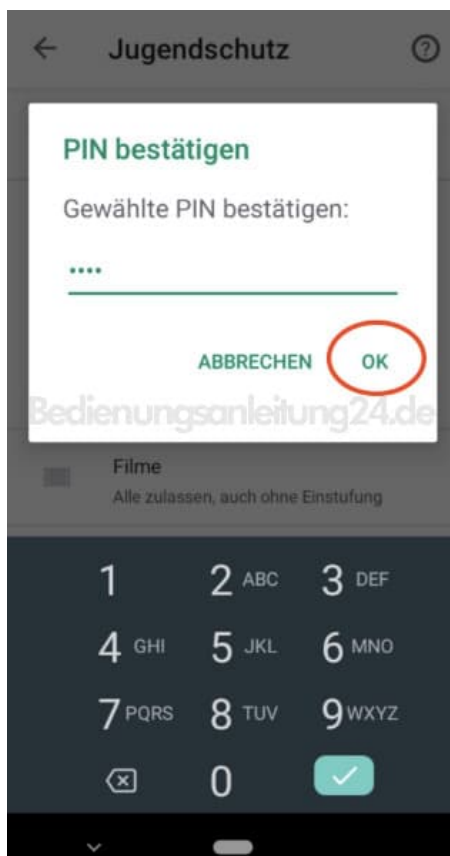 Jugendschutz
PIN bestätigen
Gewählte PIN bestätigen:
••••
ABBRECHEN OK
Bedienungsanleitung24.de
Filme
Alle zulassen, auch ohne Einstufung
1 2 ABC 3 DEF
4 GHI 5 JKL 6 MNO
7 PQRS 8 TUV 9 WXYZ
0